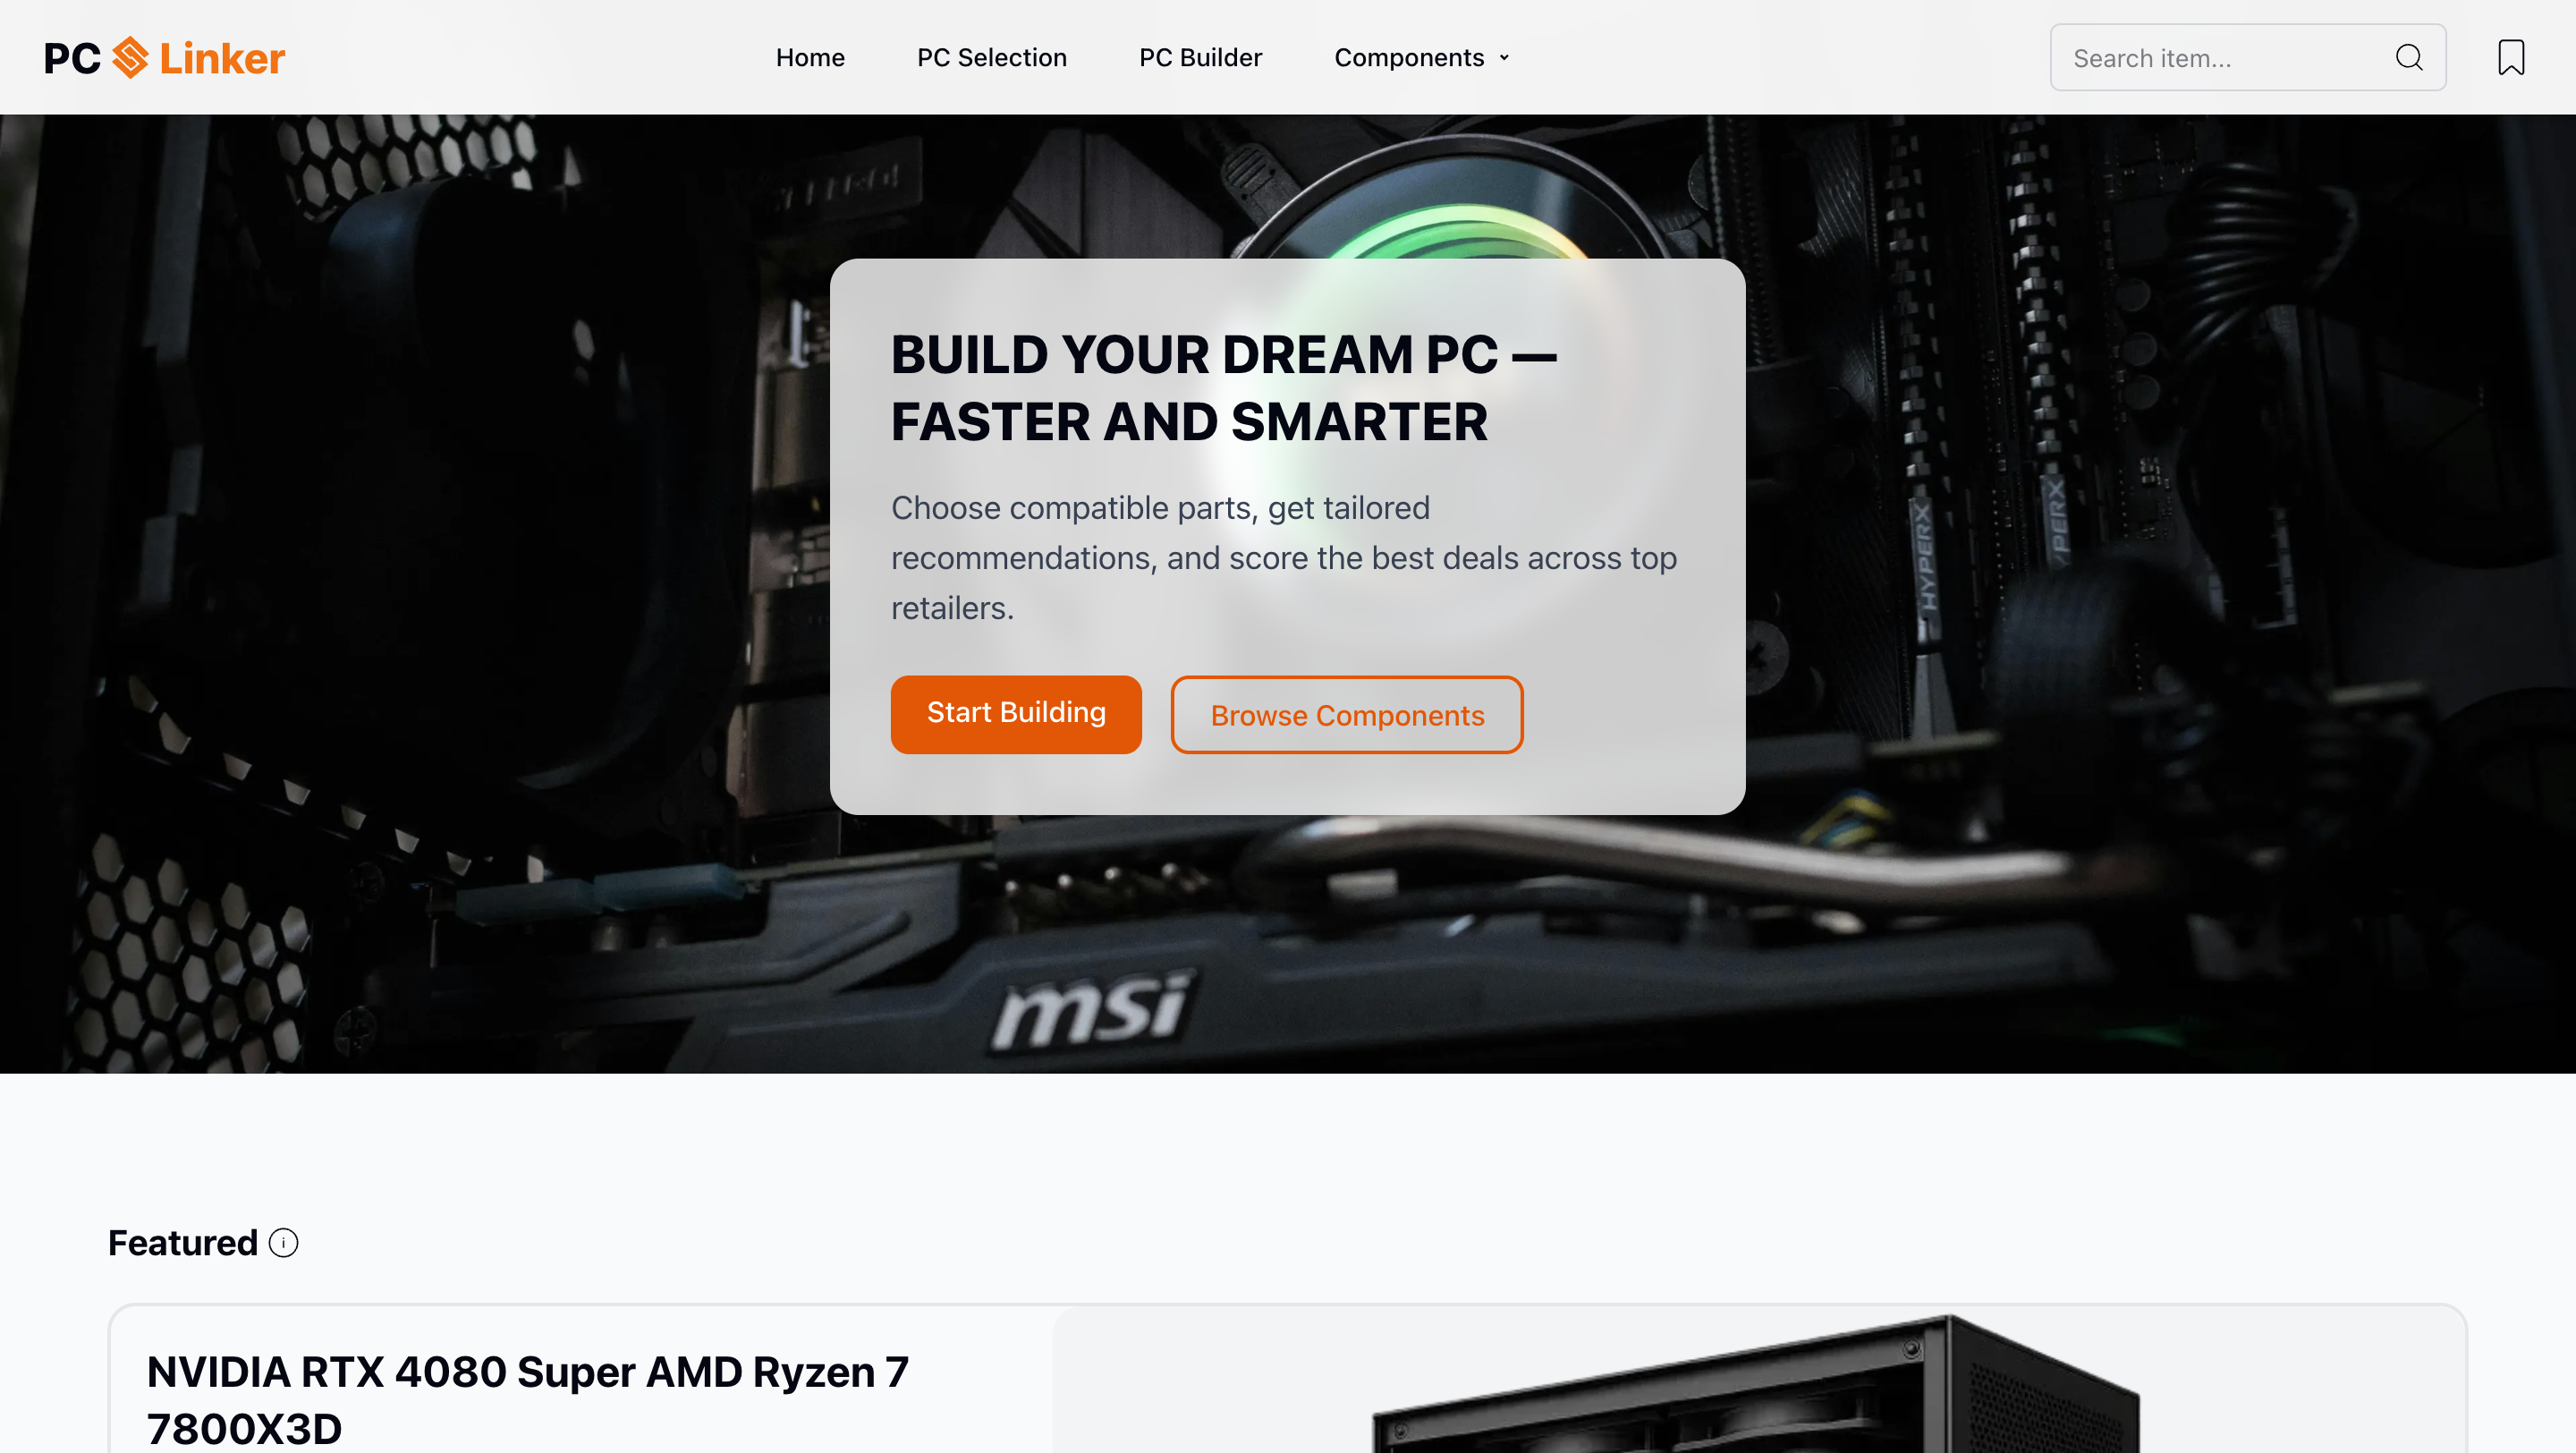 PC Linker
Home
PC Selection
PC Builder
Components
Search item...
BUILD YOUR DREAM PC —
FASTER AND SMARTER
Choose compatible parts, get tailored
recommendations, and score the best deals across top
retailers.
Start Building
Browse Components
HYPERX
YPERX
msi
Featured
NVIDIA RTX 4080 Super AMD Ryzen 7
7800X3D